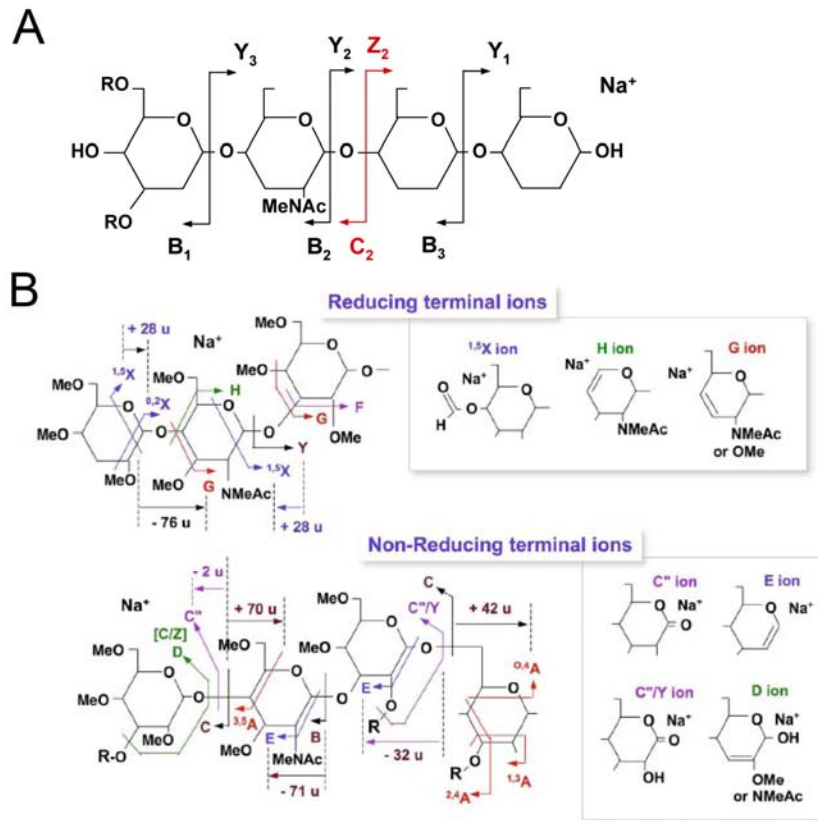 A
Y3
Y2
Z2
Y1
Na+
RO
O
O
O
O
HO
O
O
O
OH
RO
MeNAc
B1
B2
C2
B3
B
Reducing terminal ions
+ 28 u
Na+
MeO
1,5X
MeO
H
MeO
0,2X
MeO
O
O
O
O
F
G
MeO
O
O
Y
OMe
MeO
OMe
MeO
G
NMeAc
1,5X
- 76 u
+ 28 u
1,5X ion
H ion
G ion
O
Na+
O
O
H
Na+
O
NMeAc
Na+
O
NMeAc
or OMe
Non-Reducing terminal ions
- 2 u
Na+
C"
+ 70 u
MeO
C"/Y
C
+ 42 u
[C/Z]
D
MeO
MeO
O
O
MeO
O
MeO
O
O
O
E
O
O,4A
R-O
OMe
C
3,5A
MeO
E
B
R
MeNAc
- 32 u
R-O
1,3A
- 71 u
2,4A
C" ion
E ion
O
Na+
O
O
Na+
C"/Y ion
D ion
O
Na+
O
OH
Na+
O
OH
OMe
or NMeAc